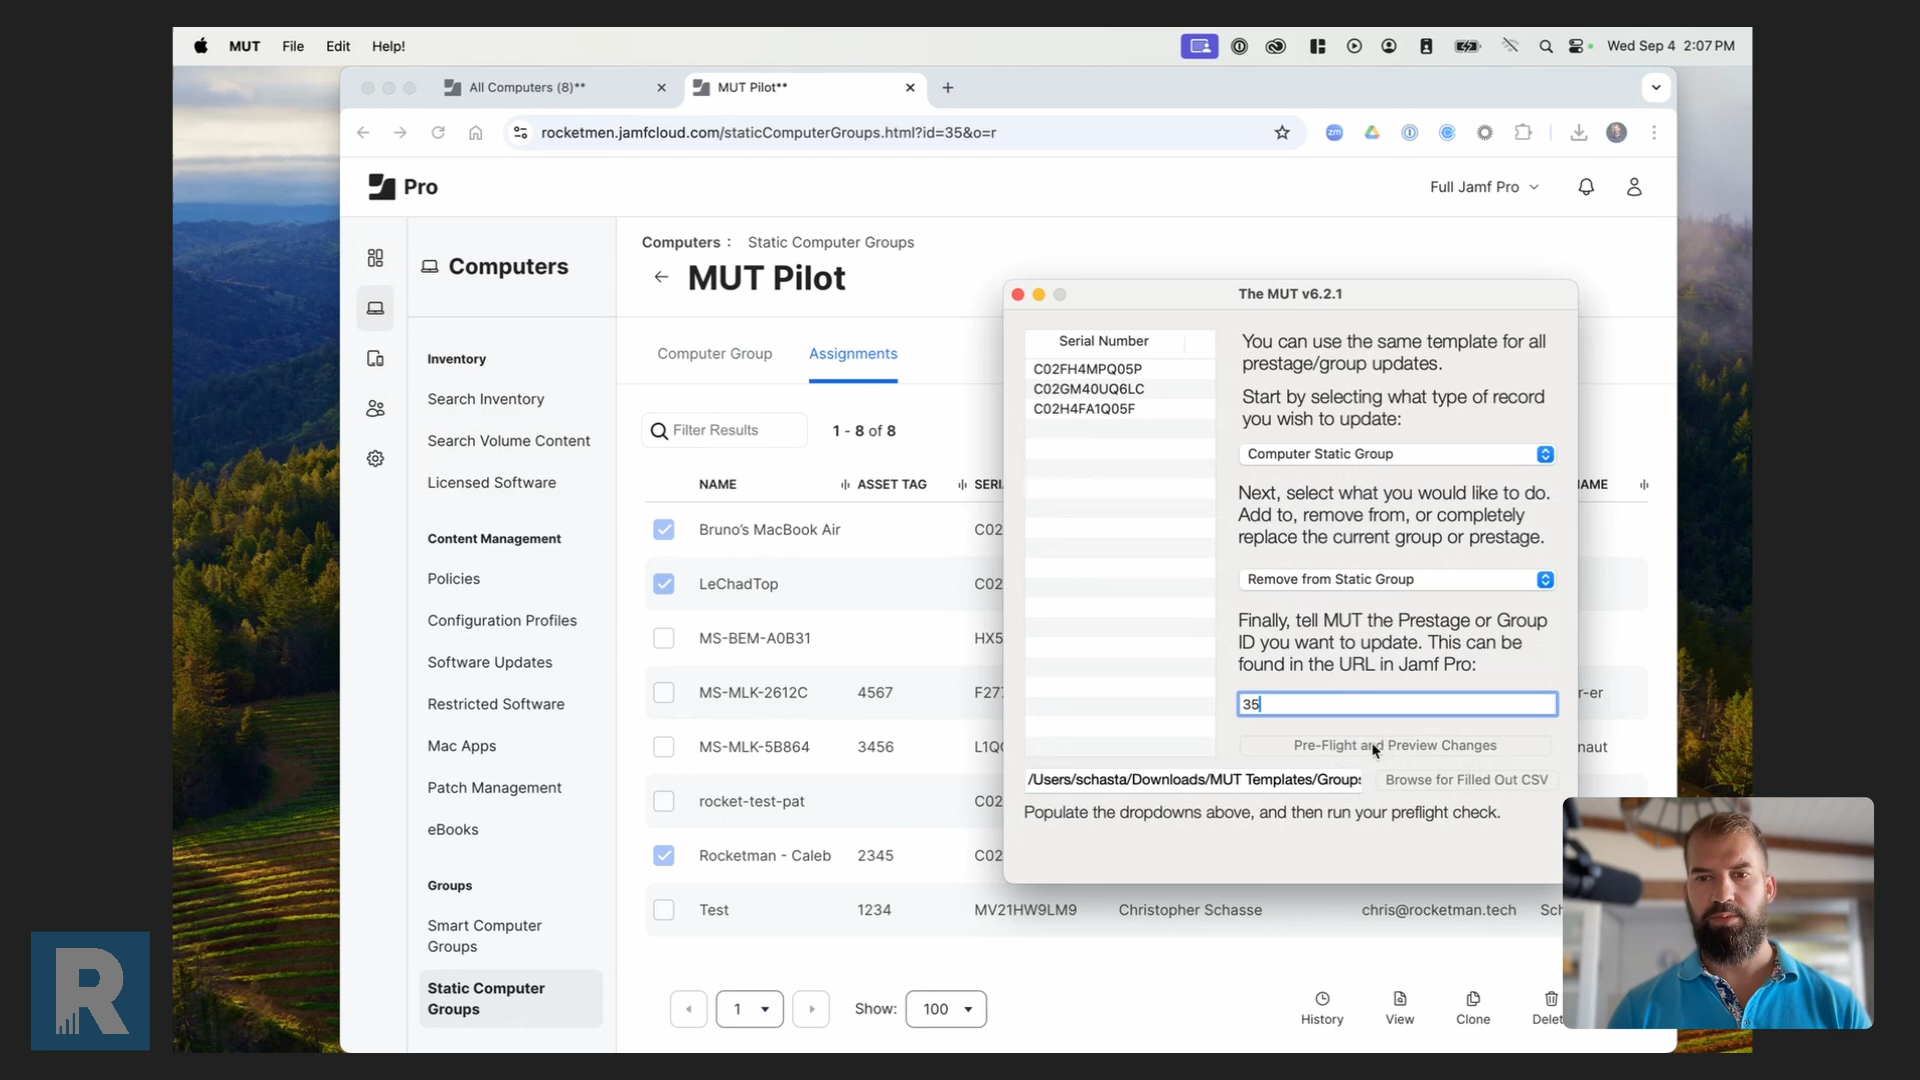 MUT File Edit Help!
Wed Sep 4 2:07 PM
All Computers (8)**
MUT Pilot**
rocketmen.jamfcloud.com/staticComputerGroups.html?id=35&o=r
zm
Pro
Full Jamf Pro
Computers
Inventory
Search Inventory
Search Volume Content
Licensed Software
Content Management
Policies
Configuration Profiles
Software Updates
Restricted Software
Mac Apps
Patch Management
eBooks
Groups
Smart Computer
Groups
Static Computer
Groups
Computers : Static Computer Groups
MUT Pilot
Computer Group Assignments
Filter Results 1 - 8 of 8
NAME ASSET TAG SERI AME
Bruno's MacBook Air C02
LeChadTop C02
MS-BEM-A0B31 HX5
MS-MLK-2612C 4567 F27 r-er
MS-MLK-5B864 3456 L1Q naut
rocket-test-pat C02
Rocketman - Caleb 2345 C02
Test 1234 MV21HW9LM9 Christopher Schasse chris@rocketman.tech Sch
1 Show: 100
History View Clone Delet
The MUT v6.2.1
Serial Number
C02FH4MPQ05P
C02GM40UQ6LC
C02H4FA1Q05F
You can use the same template for all
prestage/group updates.
Start by selecting what type of record
you wish to update:
Computer Static Group
Next, select what you would like to do.
Add to, remove from, or completely
replace the current group or prestage.
Remove from Static Group
Finally, tell MUT the Prestage or Group
ID you want to update. This can be
found in the URL in Jamf Pro:
35
Pre-Flight and Preview Changes
/Users/schasta/Downloads/MUT Templates/Groups Browse for Filled Out CSV
Populate the dropdowns above, and then run your preflight check.
R